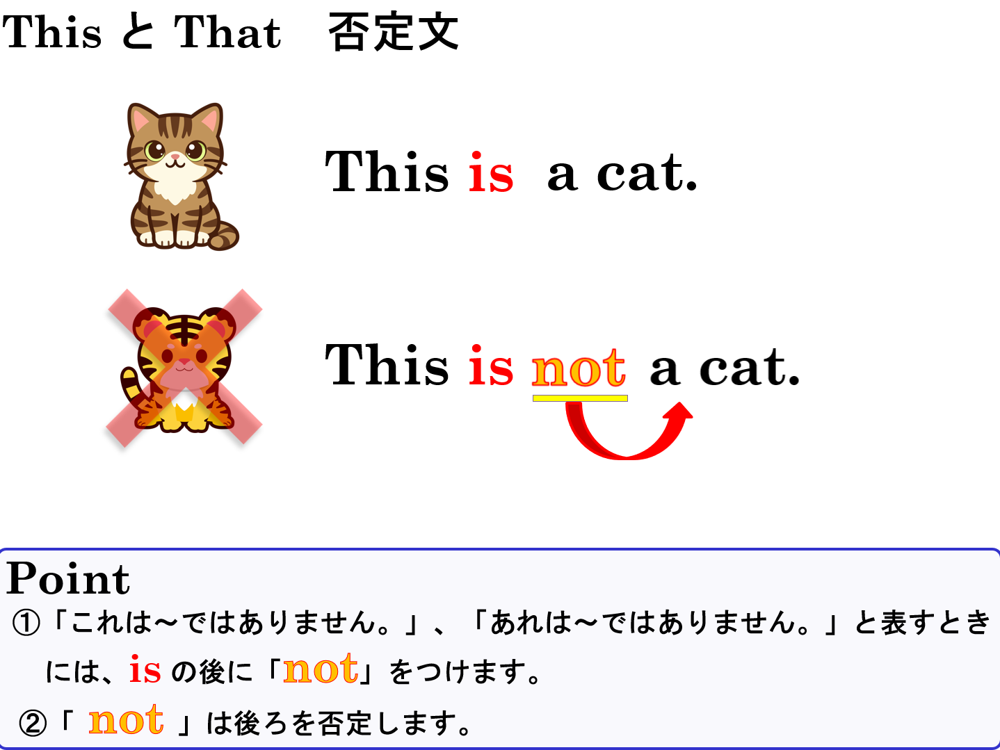 This と That　否定文
This is a cat.
This is not a cat.
Point
①「これは～ではありません。」、「あれは～ではありません。」と表すとき
には、is の後に「not」をつけます。
②「 not 」は後ろを否定します。